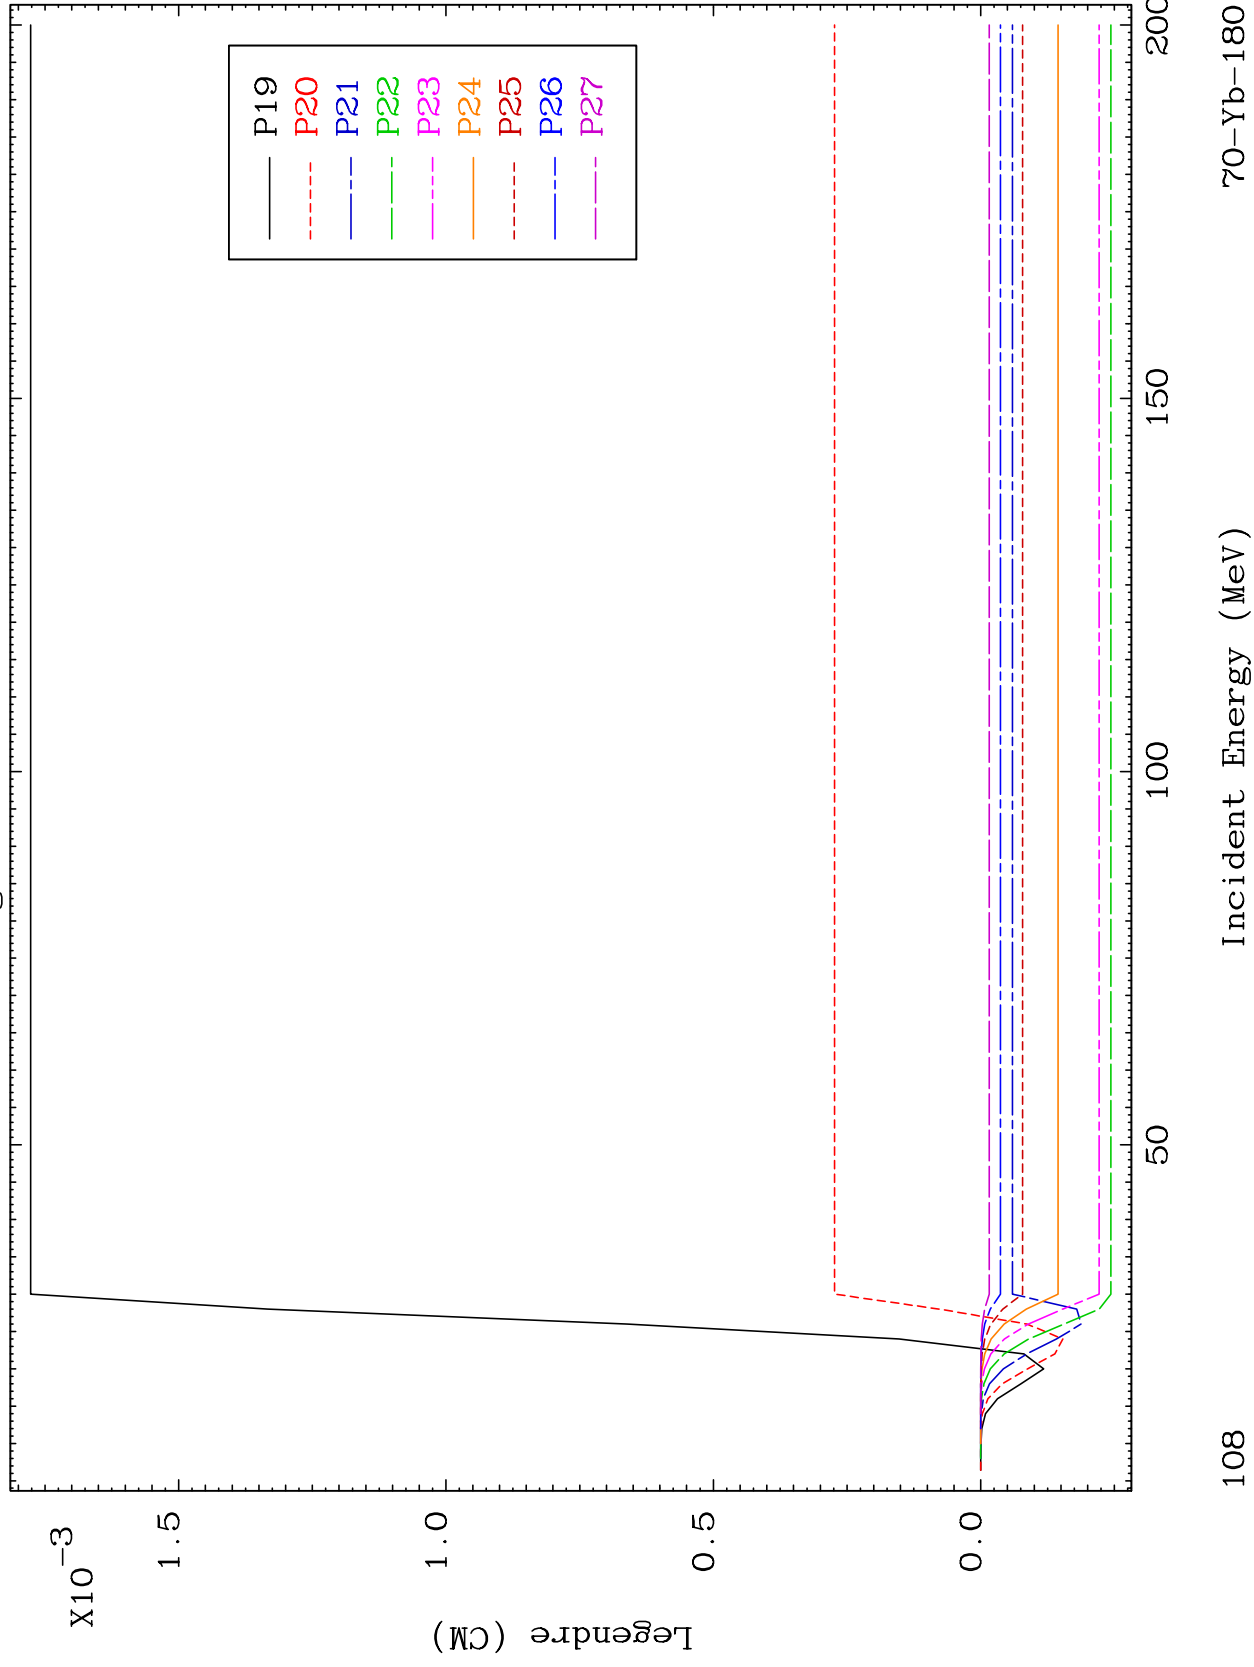 X10⁻³
1.5
1.0
0.5
0.0
Legendre (CM)
P19
P20
P21
P22
P23
P24
P25
P26
P27
50 100 150 200
108 Incident Energy (MeV) 70-Yb-180